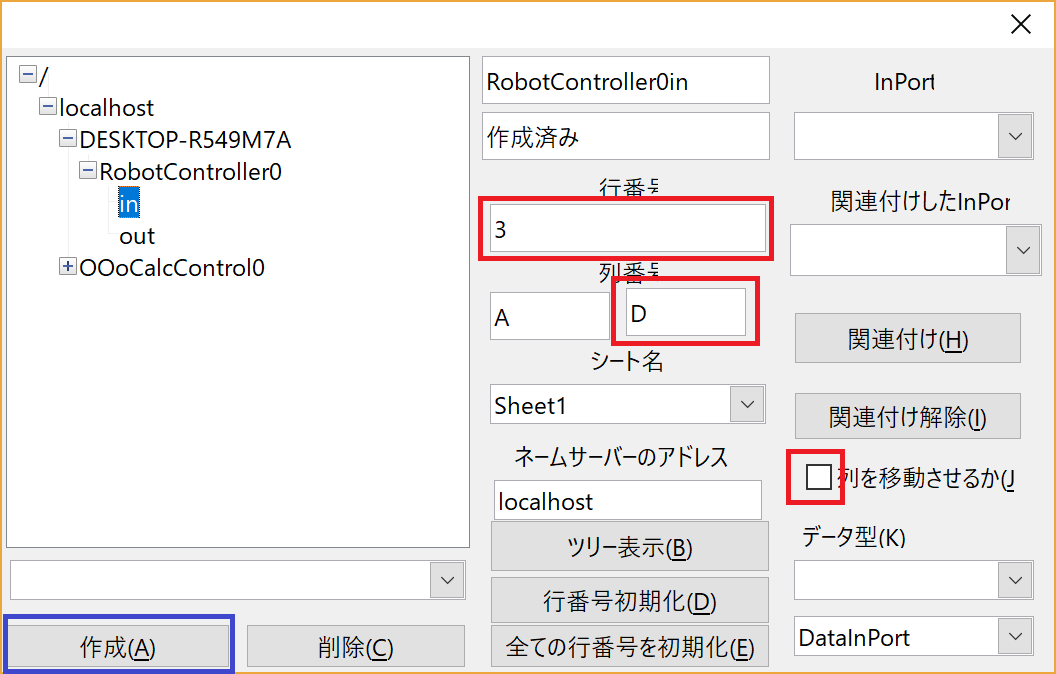 /
localhost
DESKTOP-R549M7A
RobotController0
in
out
OOoCalcControl0
作成(A)
削除(C)
RobotController0in
作成済み
行番号
3
列番号
A
D
シート名
Sheet1
ネームサーバーのアドレス
localhost
ツリー表示(B)
行番号初期化(D)
全ての行番号を初期化(E)
InPort
関連付けしたInPor
関連付け(H)
関連付け解除(I)
列を移動させるか(J
データ型(K)
DataInPort